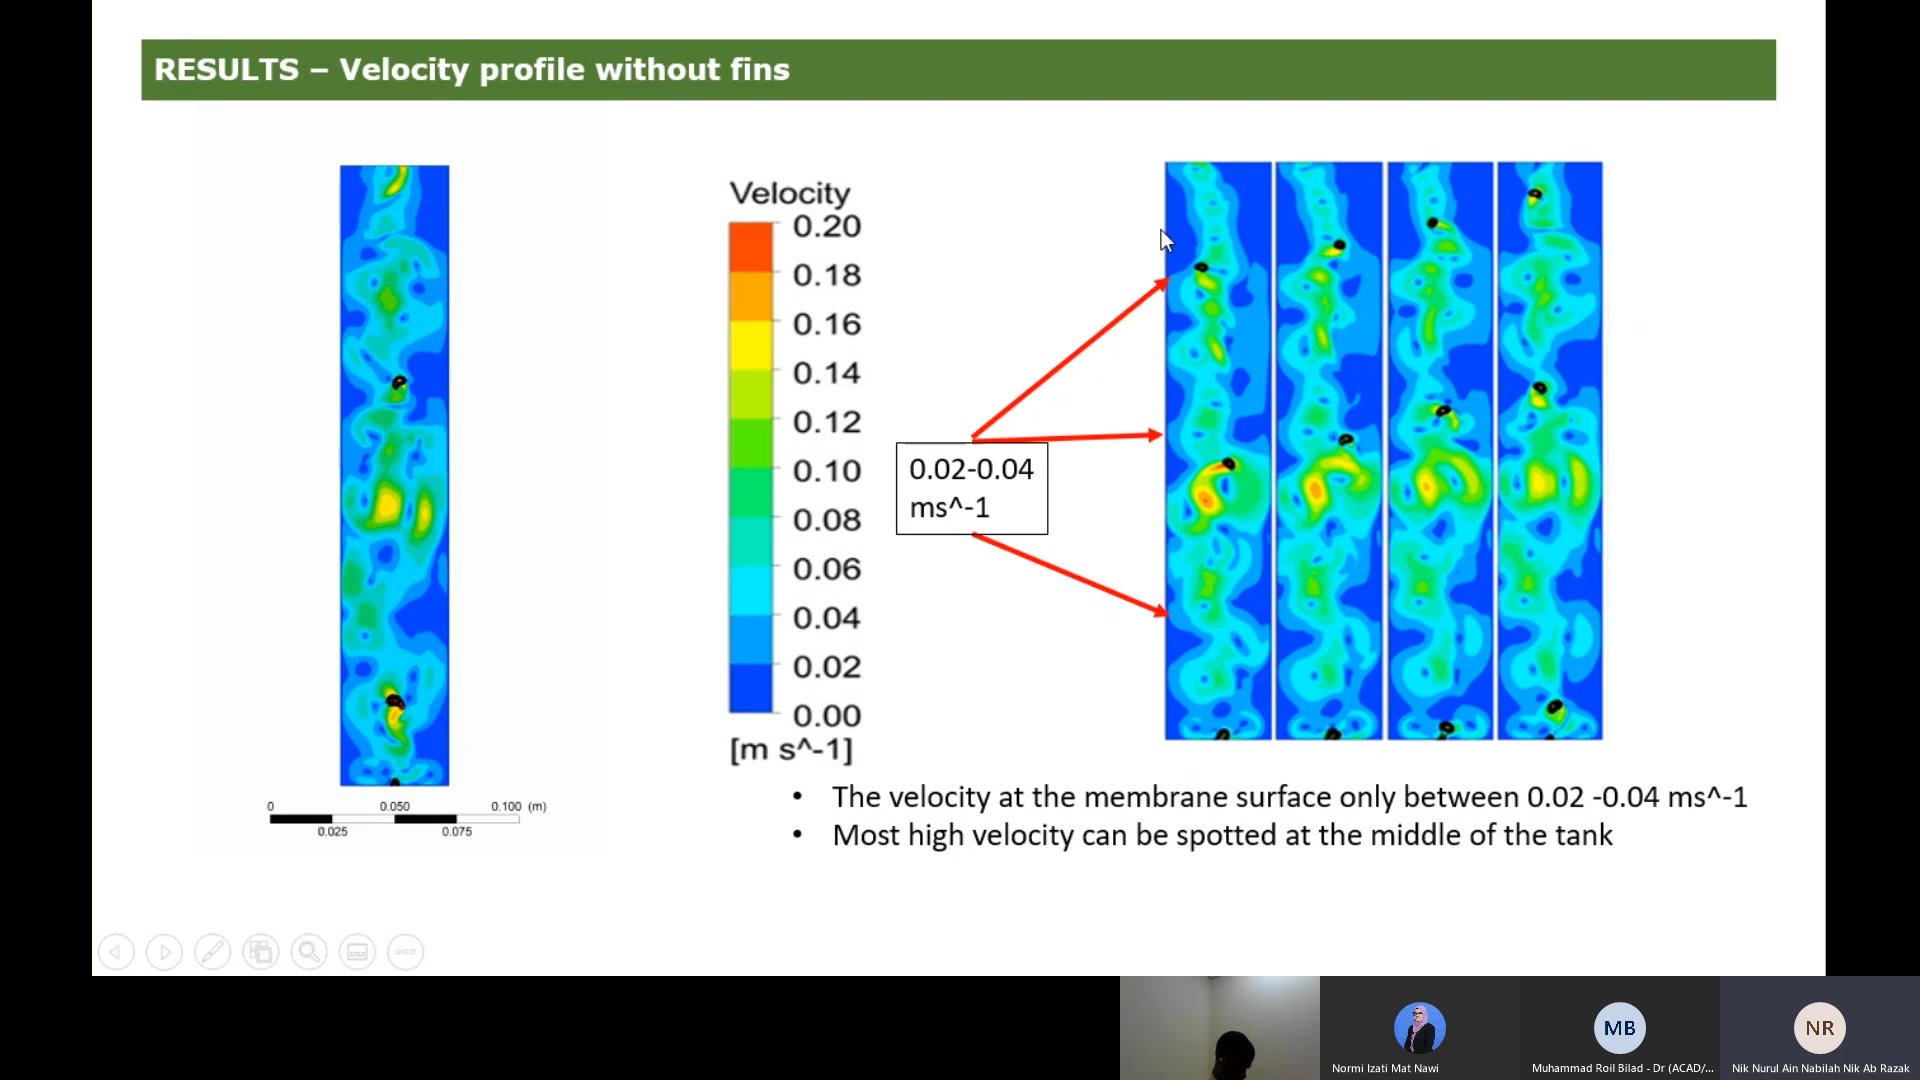 RESULTS – Velocity profile without fins
Velocity
0.20
0.18
0.16
0.14
0.12
0.10
0.08
0.06
0.04
0.02
0.00
[m s^-1]
0.02-0.04
ms^-1
0 0.050 0.100 (m)
0.025 0.075
• The velocity at the membrane surface only between 0.02 -0.04 ms^-1
• Most high velocity can be spotted at the middle of the tank
MB
NR
Normi Izati Mat Nawi
Muhammad Roil Bilad - Dr (ACAD/...
Nik Nurul Ain Nabilah Nik Ab Razak